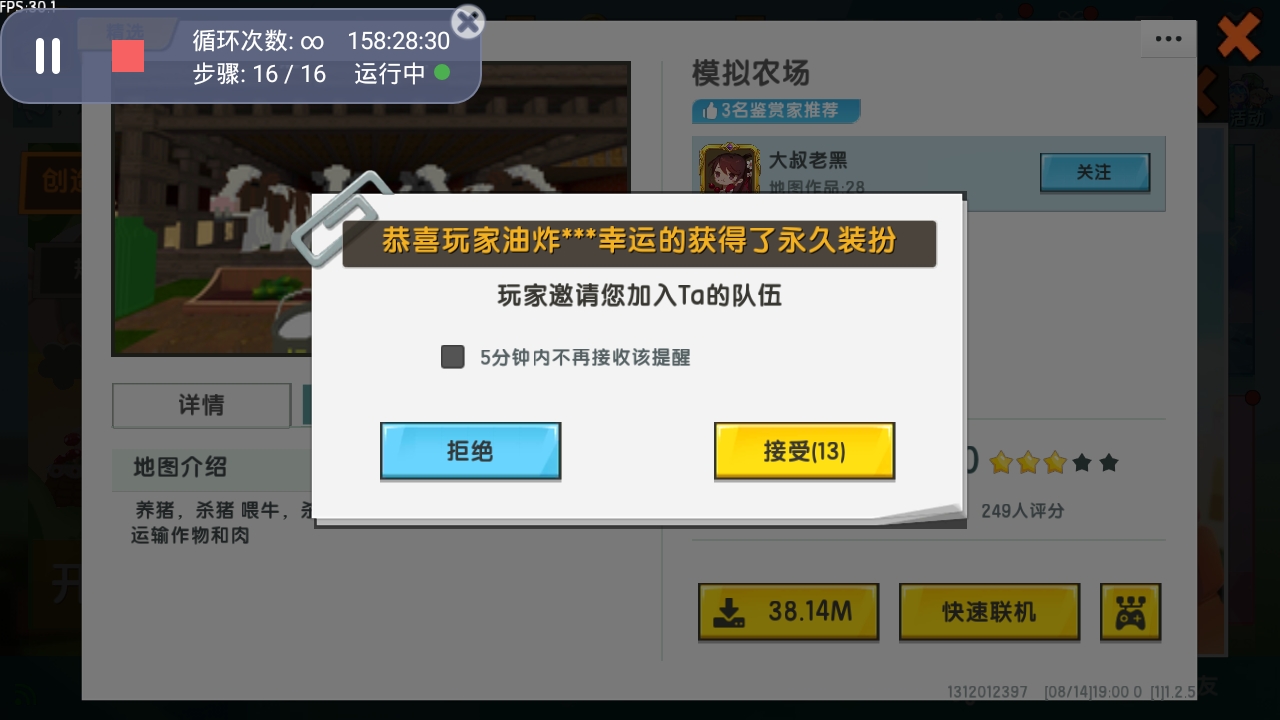 FPS:30.1
精选
循环次数: ∞ 158:28:30
步骤: 16 / 16 运行中
模拟农场
3名鉴赏家推荐
大叔老黑
地图作品:28
关注
活动
恭喜玩家油炸***幸运的获得了永久装扮
玩家邀请您加入Ta的队伍
5分钟内不再接收该提醒
拒绝
接受(13)
详情
地图介绍
养猪，杀猪 喂牛，
运输作物和肉
249人评分
38.14M
快速联机
1312012397 [08/14]19:00 0 [1]1.2.5
友